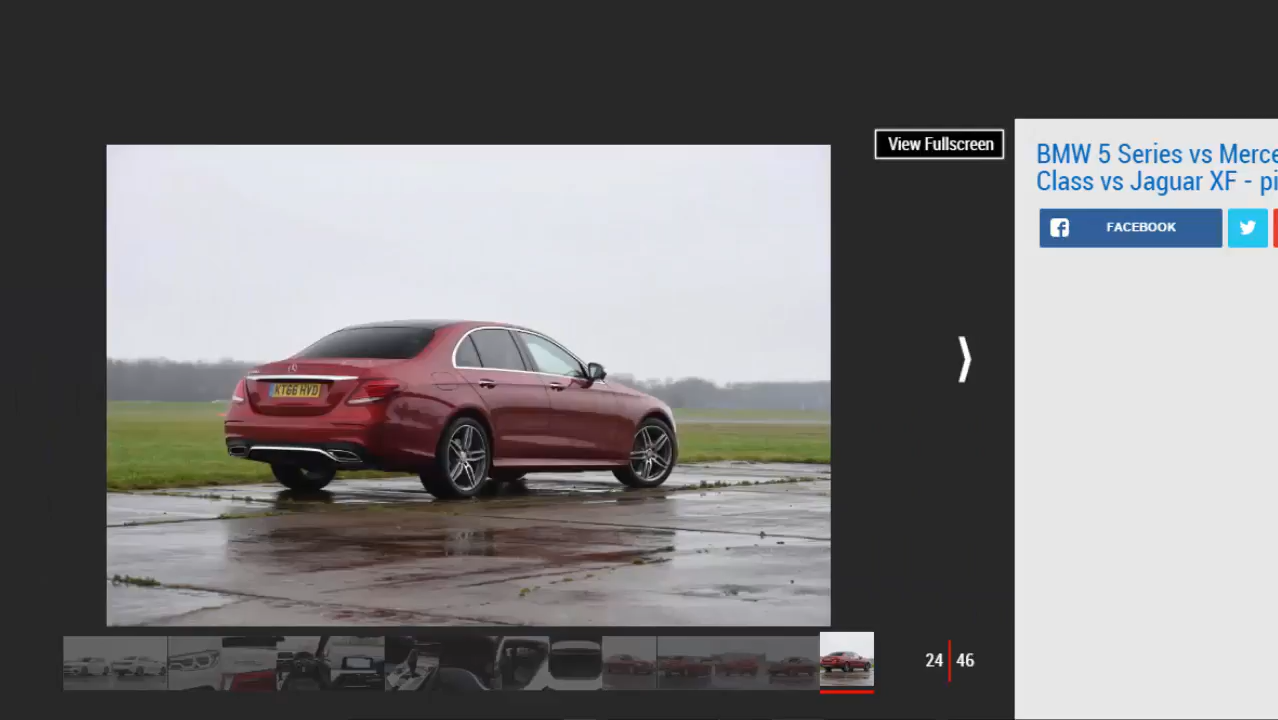 View Fullscreen
BMW 5 Series vs Merce
Class vs Jaguar XF - pi
FACEBOOK
KT66 HVD
24 46